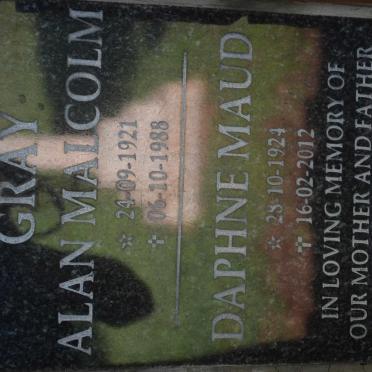 GRAY
ALAN MALCOLM
☆ 24-09-1921
✝ 06-10-1988
DAPHNE MAUD
☆ 28-10-1924
✝ 16-02-2012
IN LOVING MEMORY OF
OUR MOTHER AND FATHER